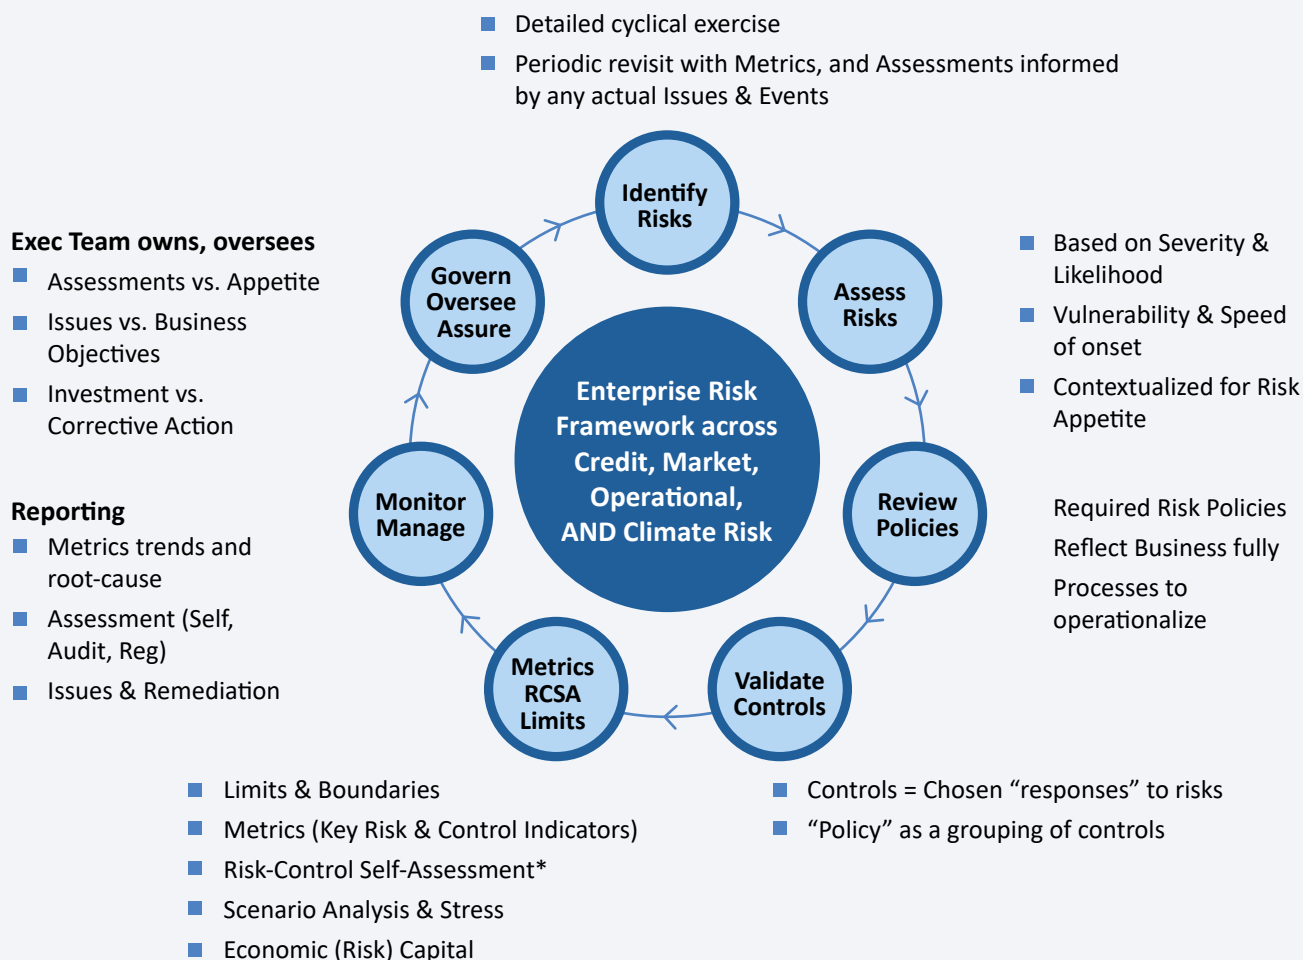 Detailed cyclical exercise
Periodic revisit with Metrics, and Assessments informed
by any actual Issues & Events
Identify
Risks
Assess
Risks
Based on Severity &
Likelihood
Vulnerability & Speed
of onset
Contextualized for Risk
Appetite
Review
Policies
Required Risk Policies
Reflect Business fully
Processes to
operationalize
Validate
Controls
Controls = Chosen “responses” to risks
“Policy” as a grouping of controls
Metrics
RCSA
Limits
Limits & Boundaries
Metrics (Key Risk & Control Indicators)
Risk-Control Self-Assessment*
Scenario Analysis & Stress
Economic (Risk) Capital
Monitor
Manage
Reporting
Metrics trends and
root-cause
Assessment (Self,
Audit, Reg)
Issues & Remediation
Govern
Oversee
Assure
Exec Team owns, oversees
Assessments vs. Appetite
Issues vs. Business
Objectives
Investment vs.
Corrective Action
Enterprise Risk
Framework across
Credit, Market,
Operational,
AND Climate Risk